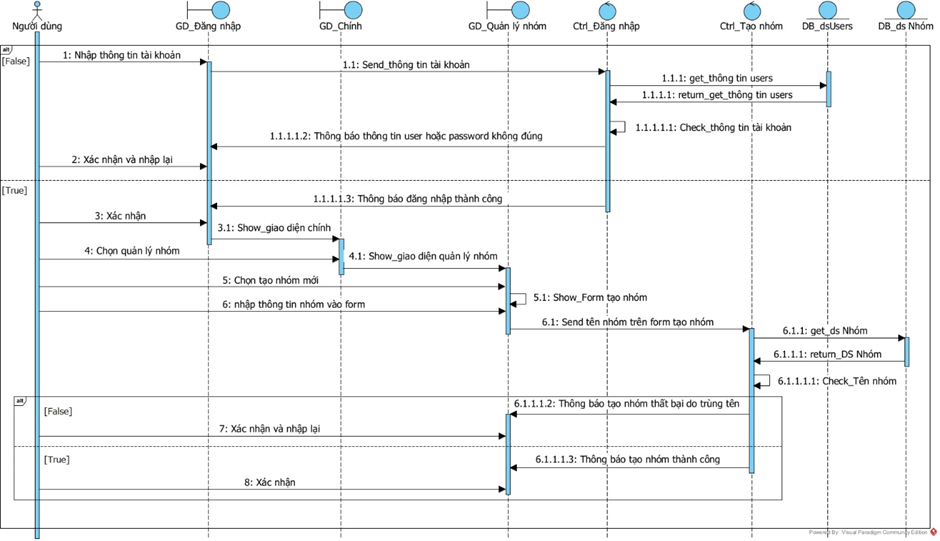 Người dùng
GD_Đăng nhập
GD_Chính
GD_Quản lý nhóm
Ctrl_Đăng nhập
Ctrl_Tạo nhóm
DB_dsUsers
DB_ds Nhóm
alt
[False]
1: Nhập thông tin tài khoản
1.1: Send_thông tin tài khoản
1.1.1: get_thông tin users
1.1.1.1: return_get_thông tin users
1.1.1.1.1: Check_thông tin tài khoản
1.1.1.1.2: Thông báo thông tin user hoặc password không đúng
2: Xác nhận và nhập lại
[True]
1.1.1.1.3: Thông báo đăng nhập thành công
3: Xác nhận
3.1: Show_giao diện chính
4: Chọn quản lý nhóm
4.1: Show_giao diện quản lý nhóm
5: Chọn tạo nhóm mới
5.1: Show_Form tạo nhóm
6: nhập thông tin nhóm vào form
6.1: Send tên nhóm trên form tạo nhóm
6.1.1: get_ds Nhóm
6.1.1.1: return_DS Nhóm
6.1.1.1.1: Check_Tên nhóm
alt
[False]
6.1.1.1.2: Thông báo tạo nhóm thất bại do trùng tên
7: Xác nhận và nhập lại
[True]
6.1.1.1.3: Thông báo tạo nhóm thành công
8: Xác nhận
Powered By Visual Paradigm Community Edition